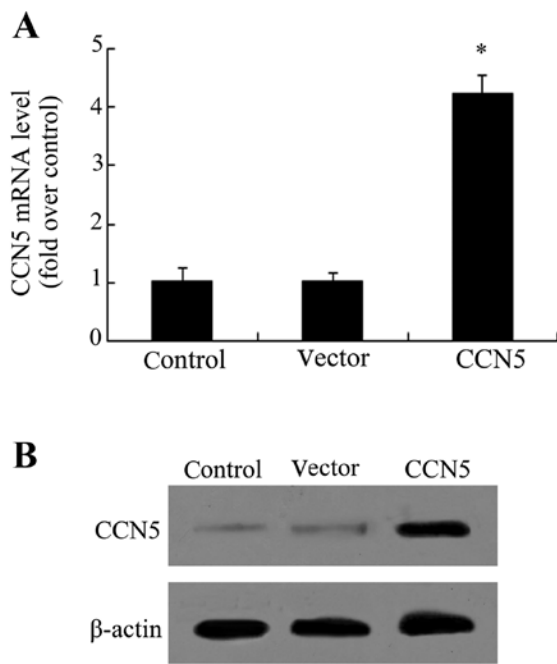 A
CCN5 mRNA level
(fold over control)
5
4
3
2
1
0
*
Control Vector CCN5
B
Control Vector CCN5
CCN5
β-actin